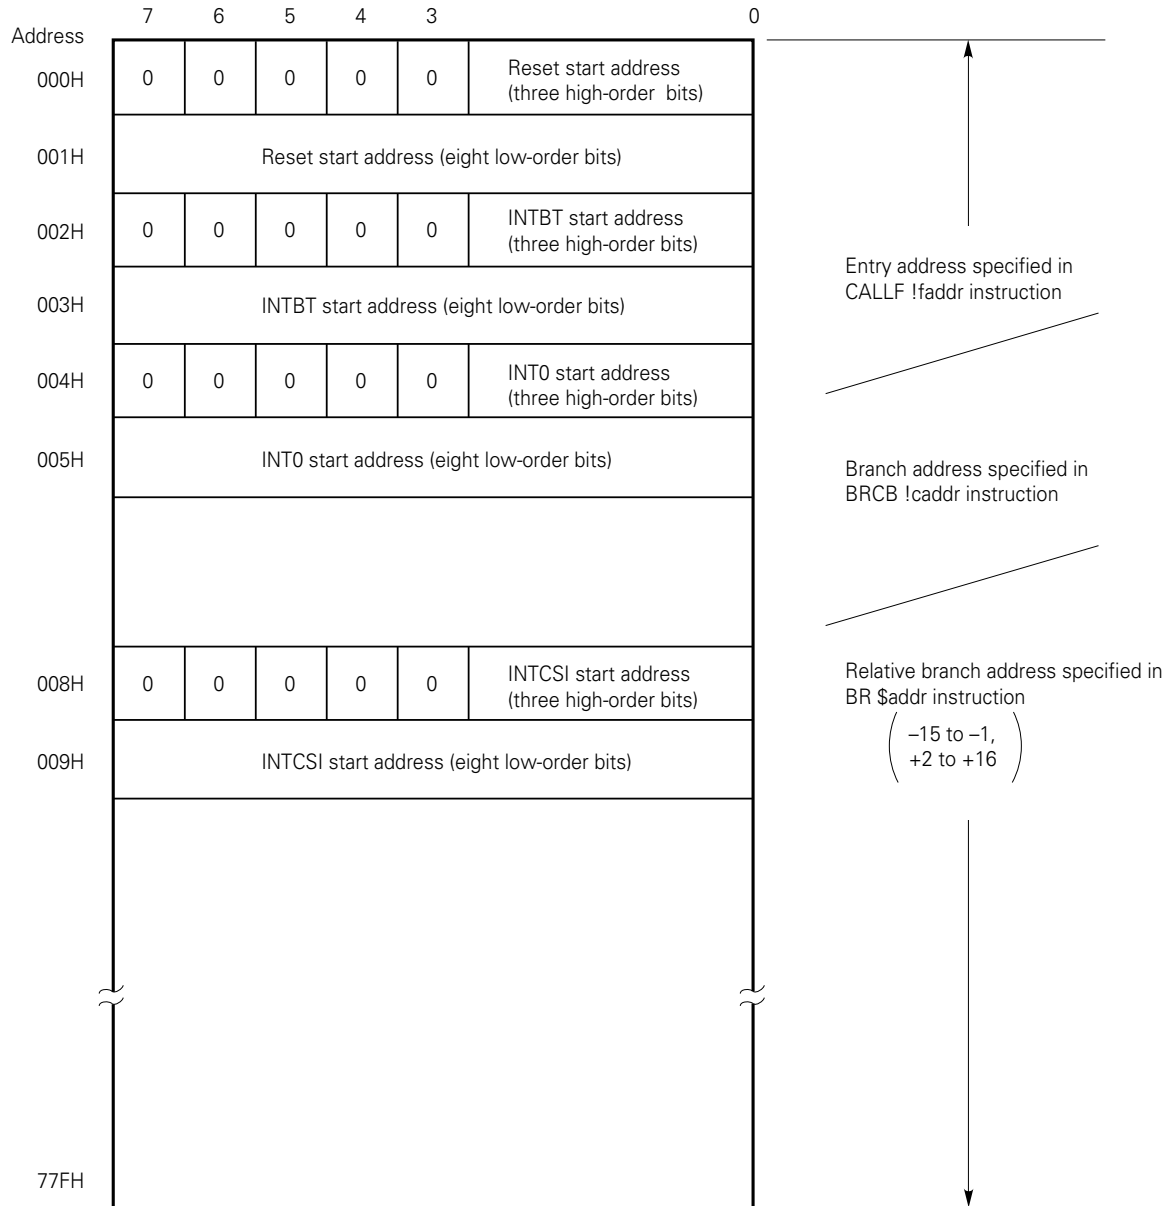 7 6 5 4 3 0
Address
000H 0 0 0 0 0 Reset start address
(three high-order bits)
001H Reset start address (eight low-order bits)
002H 0 0 0 0 0 INTBT start address
(three high-order bits)
003H INTBT start address (eight low-order bits)
004H 0 0 0 0 0 INT0 start address
(three high-order bits)
005H INT0 start address (eight low-order bits)
008H 0 0 0 0 0 INTCSI start address
(three high-order bits)
009H INTCSI start address (eight low-order bits)
77FH
Entry address specified in
CALLF !faddr instruction
Branch address specified in
BRCB !caddr instruction
Relative branch address specified in
BR $addr instruction
–15 to –1,
+2 to +16